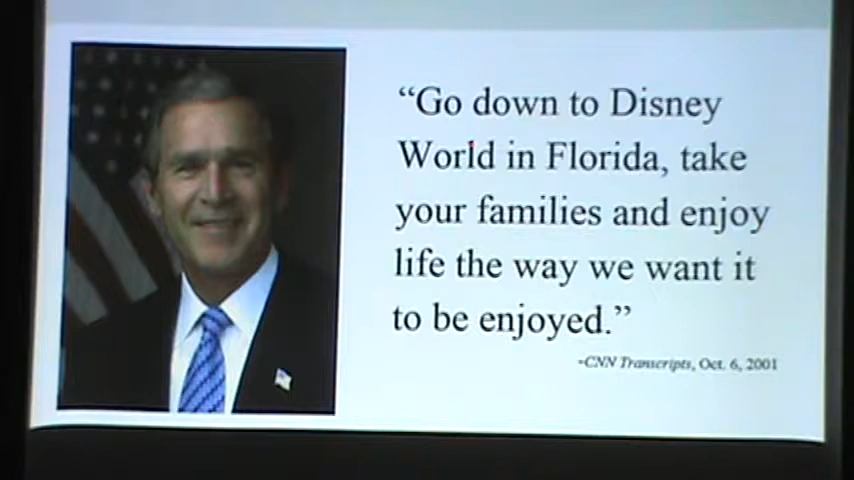 “Go down to Disney
World in Florida, take
your families and enjoy
life the way we want it
to be enjoyed.”
-CNN Transcripts, Oct. 6, 2001